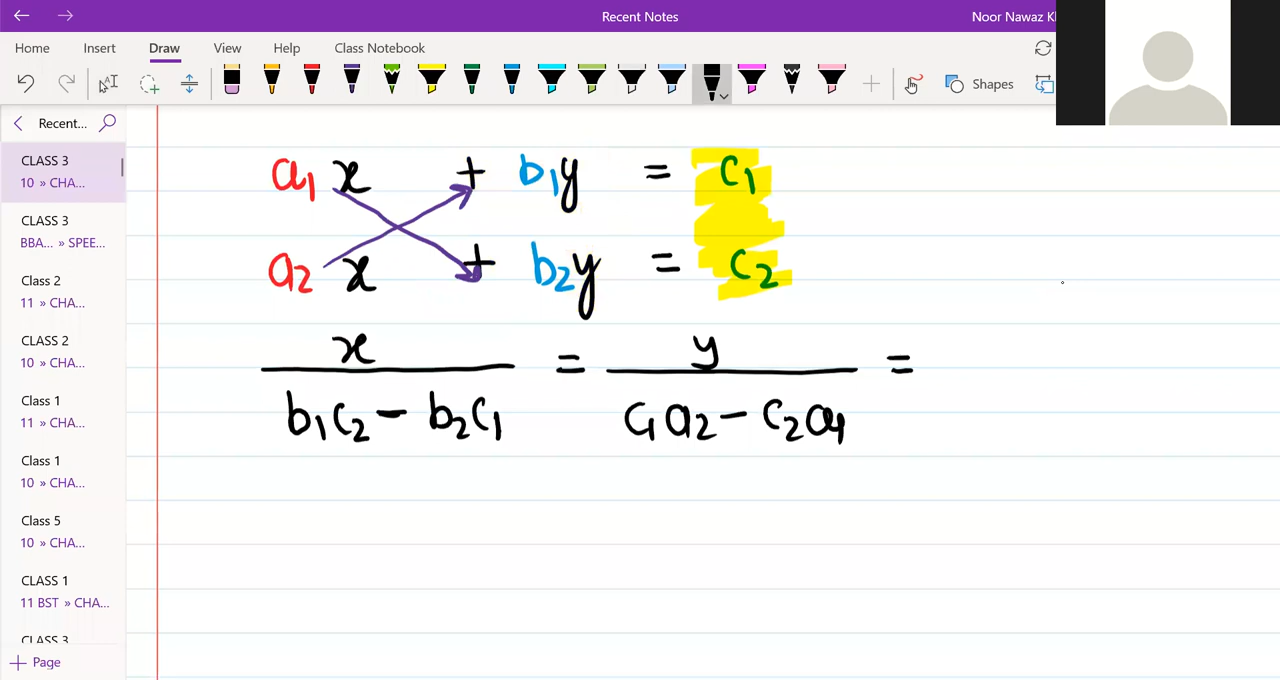 Recent Notes
Noor Nawaz
Home Insert Draw View Help Class Notebook
Shapes
Recent...
CLASS 3
10 » CHA...
CLASS 3
BBA... » SPEE...
Class 2
11 » CHA...
CLASS 2
10 » CHA...
Class 1
11 » CHA...
Class 1
10 » CHA...
Class 5
10 » CHA...
CLASS 1
11 BST » CHA...
CLASS 3
+ Page
a₁x + b₁y = c₁
a₂x + b₂y = c₂
x = y =
b₁c₂ - b₂c₁ c₁a₂ - c₂a₁